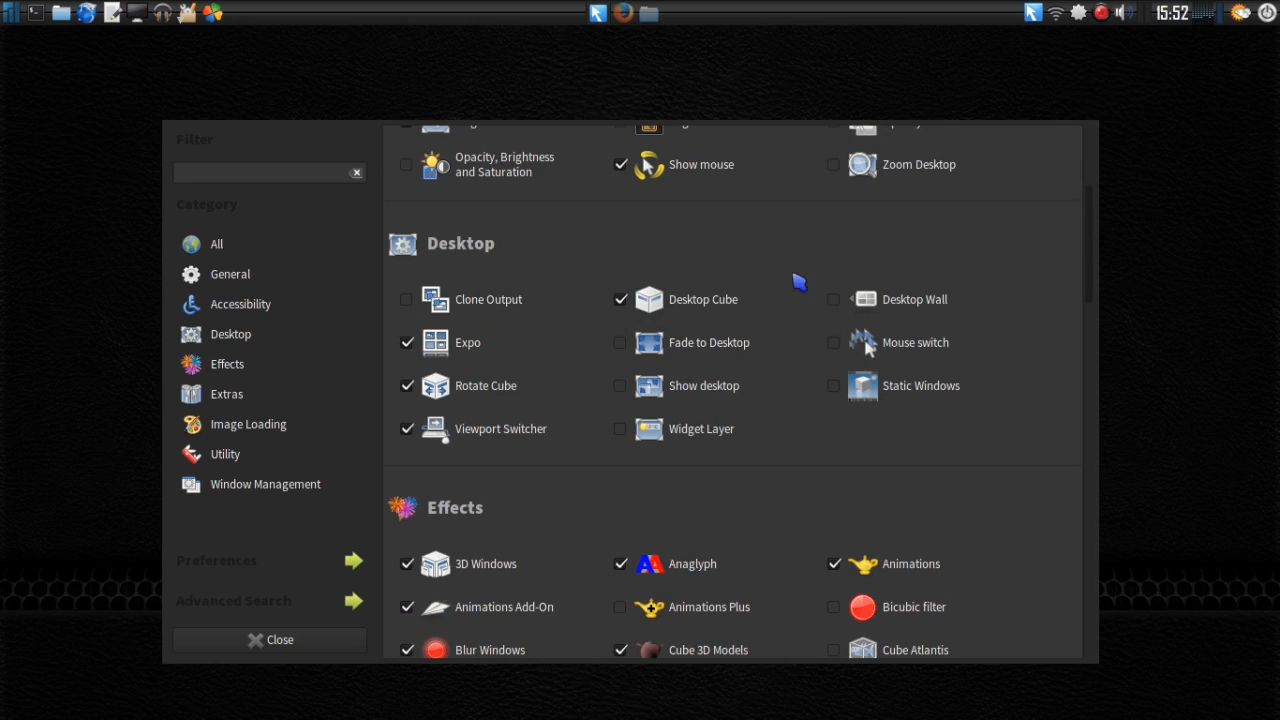 15:52
Filter
Opacity, Brightness
and Saturation
Show mouse
Zoom Desktop
Category
All
General
Accessibility
Desktop
Effects
Extras
Image Loading
Utility
Window Management
Preferences
Advanced Search
Close
Desktop
Clone Output
Desktop Cube
Desktop Wall
Expo
Fade to Desktop
Mouse switch
Rotate Cube
Show desktop
Static Windows
Viewport Switcher
Widget Layer
Effects
3D Windows
Anaglyph
Animations
Animations Add-On
Animations Plus
Bicubic filter
Blur Windows
Cube 3D Models
Cube Atlantis